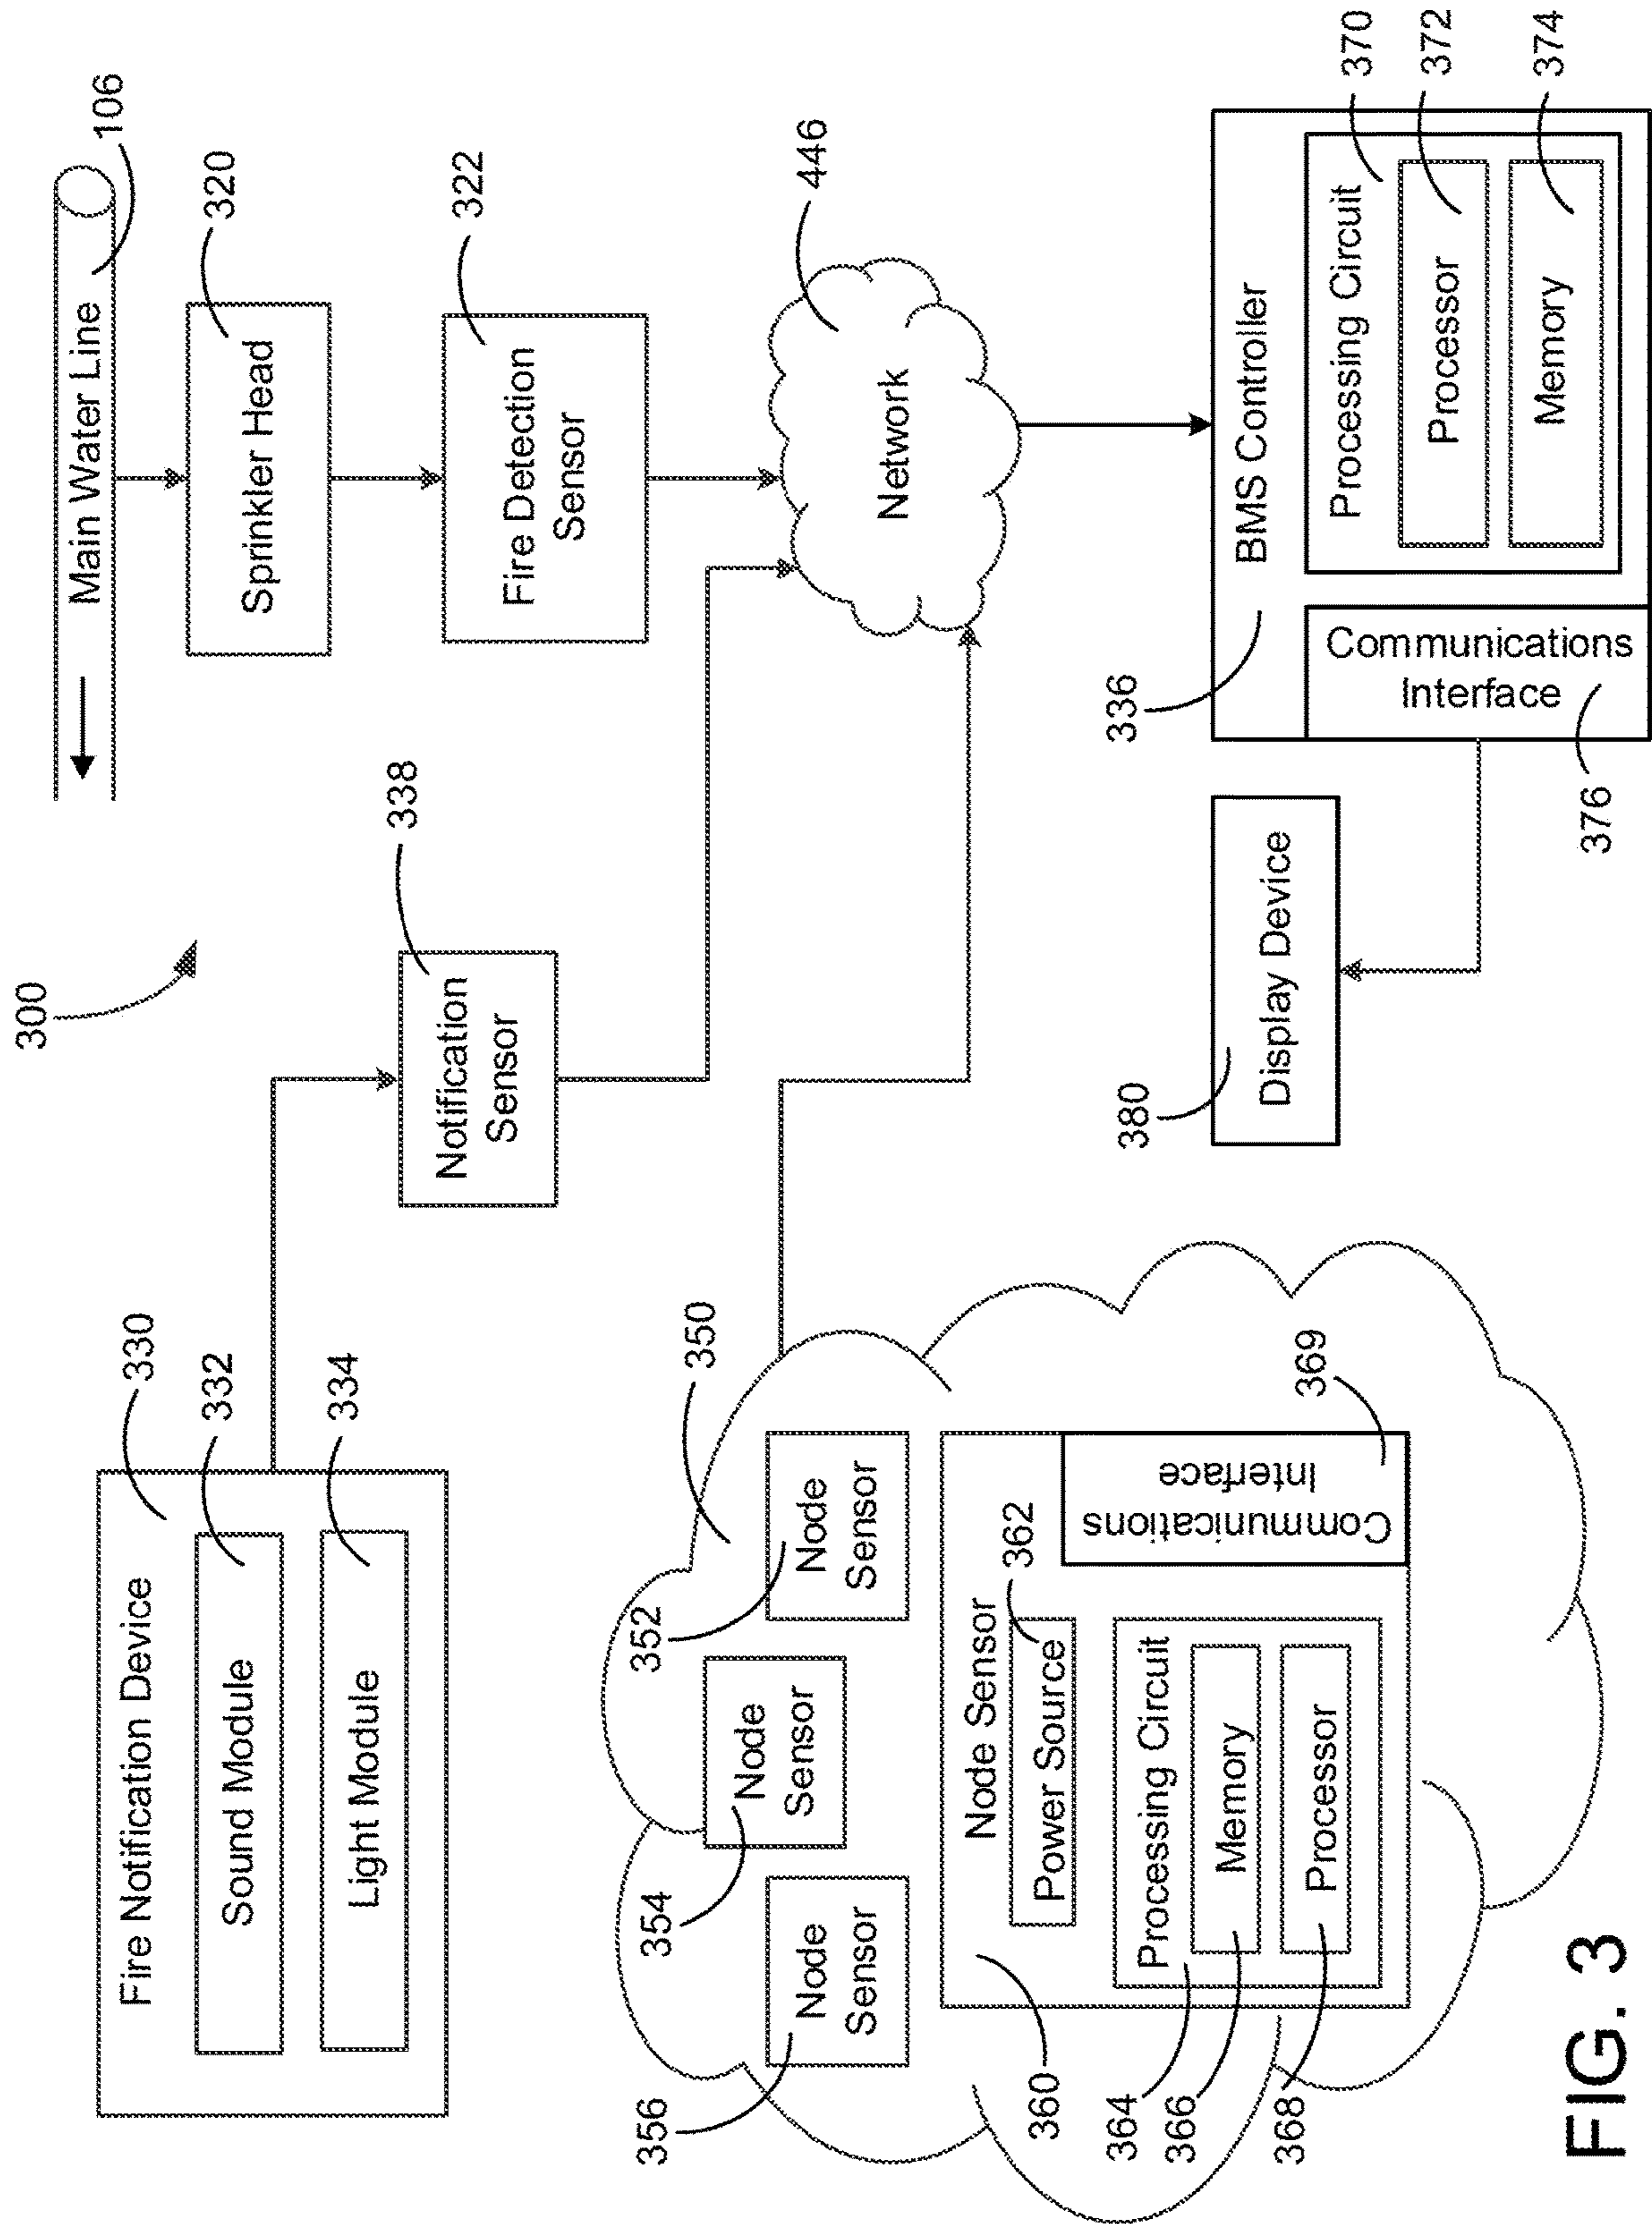 300
Main Water Line
106
Sprinkler Head
320
Fire Detection
Sensor
322
Fire Notification Device
330
Sound Module
332
Light Module
334
Notification
Sensor
338
Network
446
350
Node
Sensor
356
Node
Sensor
354
Node
Sensor
352
Node Sensor
360
Power Source
362
Processing Circuit
364
Memory
366
Processor
368
Communications
Interface
369
Display Device
380
BMS Controller
336
Communications
Interface
376
Processing Circuit
370
Processor
372
Memory
374
FIG. 3